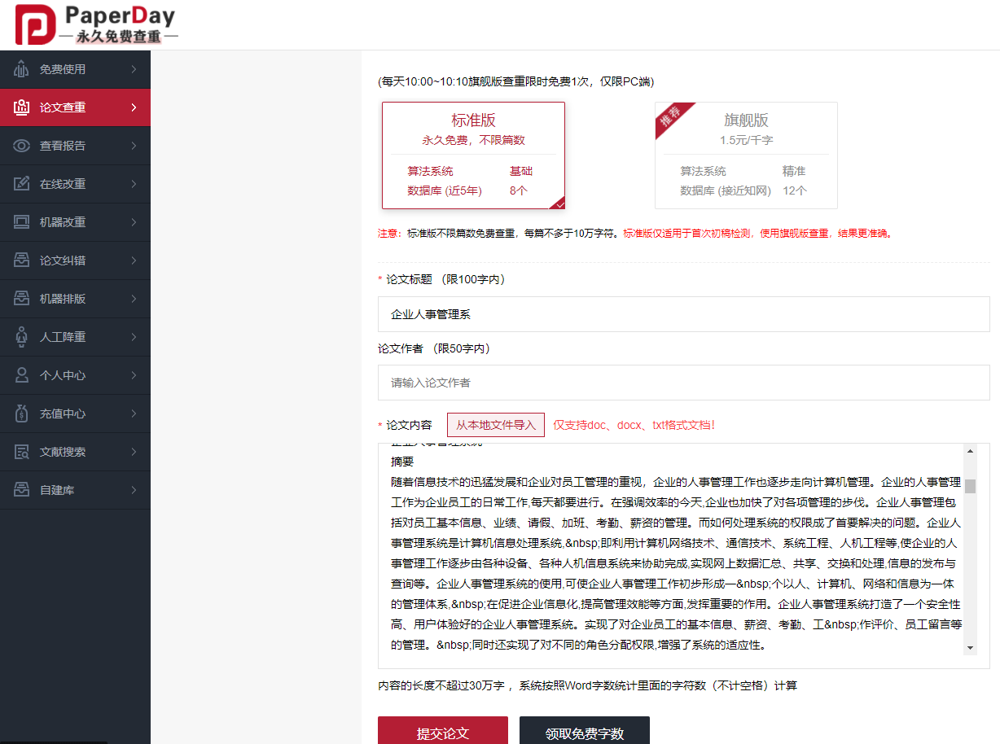 PaperDay
永久免费查重
免费使用
论文查重
查看报告
在线改重
机器改重
论文纠错
机器排版
人工降重
个人中心
充值中心
文献搜索
自建库
(每天10:00~10:10旗舰版查重限时免费1次，仅限PC端)
标准版
永久免费，不限篇数
算法系统 基础
数据库 (近5年) 8个
推荐
旗舰版
1.5元/千字
算法系统 精准
数据库 (接近知网) 12个
注意：标准版不限篇数免费查重，每篇不多于10万字符。标准版仅适用于首次初稿检测，使用旗舰版查重，结果更准确。
* 论文标题 （限100字内）
企业人事管理系
论文作者 （限50字内）
请输入论文作者
* 论文内容 从本地文件导入 仅支持doc、docx、txt格式文档！
企业人事管理系统
摘要
随着信息技术的迅猛发展和企业对员工管理的重视，企业的人事管理工作也逐步走向计算机管理。企业的人事管理
工作为企业员工的日常工作,每天都要进行。在强调效率的今天,企业也加快了对各项管理的步伐。企业人事管理包
括对员工基本信息、业绩、请假、加班、考勤、薪资的管理。而如何处理系统的权限成了首要解决的问题。企业人
事管理系统是计算机信息处理系统,&nbsp;即利用计算机网络技术、通信技术、系统工程、人机工程等,使企业的人
事管理工作逐步由各种设备、各种人机信息系统来协助完成,实现网上数据汇总、共享、交换和处理,信息的发布与
查询等。企业人事管理系统的使用,可使企业人事管理工作初步形成一&nbsp;个以人、计算机、网络和信息为一体
的管理体系,&nbsp;在促进企业信息化,提高管理效能等方面,发挥重要的作用。企业人事管理系统打造了一个安全性
高、用户体验好的企业人事管理系统。实现了对企业员工的基本信息、薪资、考勤、工&nbsp;作评价、员工留言等
的管理。&nbsp;同时还实现了对不同的角色分配权限,增强了系统的适应性。
内容的长度不超过30万字 ，系统按照Word字数统计里面的字符数（不计空格）计算
提交论文
领取免费字数